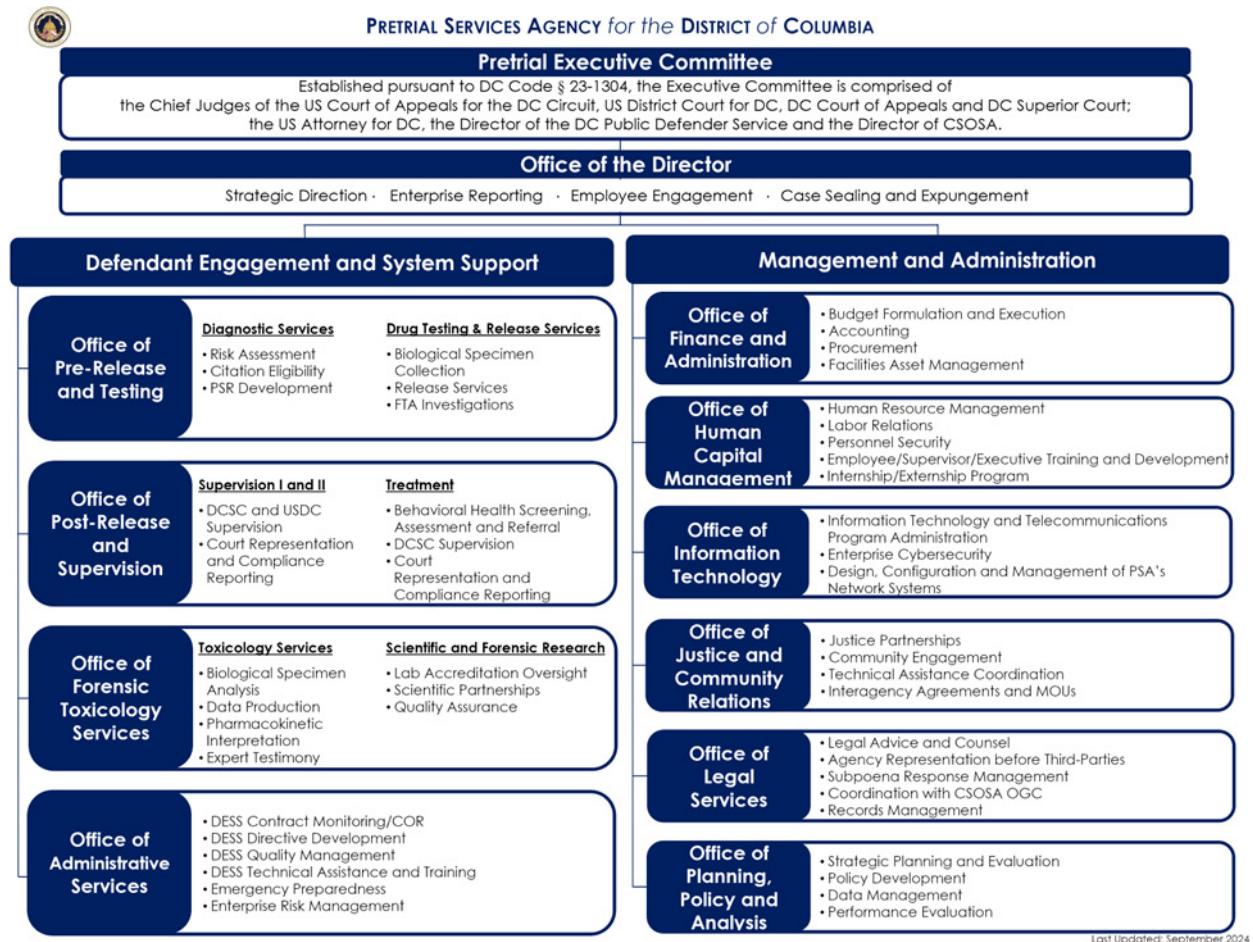 PRETRIAL SERVICES AGENCY for the DISTRICT of COLUMBIA
Pretrial Executive Committee
Established pursuant to DC Code § 23-1304, the Executive Committee is comprised of
the Chief Judges of the US Court of Appeals for the DC Circuit, US District Court for DC, DC Court of Appeals and DC Superior Court;
the US Attorney for DC, the Director of the DC Public Defender Service and the Director of CSOSA.
Office of the Director
Strategic Direction · Enterprise Reporting · Employee Engagement · Case Sealing and Expungement
Defendant Engagement and System Support
Office of
Pre-Release
and Testing
Diagnostic Services
• Risk Assessment
• Citation Eligibility
• PSR Development
Drug Testing & Release Services
• Biological Specimen
Collection
• Release Services
• FTA Investigations
Office of
Post-Release
and
Supervision
Supervision I and II
• DCSC and USDC
Supervision
• Court Representation
and Compliance
Reporting
Treatment
• Behavioral Health Screening,
Assessment and Referral
• DCSC Supervision
• Court
Representation and
Compliance Reporting
Office of
Forensic
Toxicology
Services
Toxicology Services
• Biological Specimen
Analysis
• Data Production
• Pharmacokinetic
Interpretation
• Expert Testimony
Scientific and Forensic Research
• Lab Accreditation Oversight
• Scientific Partnerships
• Quality Assurance
Office of
Administrative
Services
• DESS Contract Monitoring/COR
• DESS Directive Development
• DESS Quality Management
• DESS Technical Assistance and Training
• Emergency Preparedness
• Enterprise Risk Management
Management and Administration
Office of
Finance and
Administration
• Budget Formulation and Execution
• Accounting
• Procurement
• Facilities Asset Management
Office of
Human
Capital
Management
• Human Resource Management
• Labor Relations
• Personnel Security
• Employee/Supervisor/Executive Training and Development
• Internship/Externship Program
Office of
Information
Technology
• Information Technology and Telecommunications
Program Administration
• Enterprise Cybersecurity
• Design, Configuration and Management of PSA's
Network Systems
Office of
Justice and
Community
Relations
• Justice Partnerships
• Community Engagement
• Technical Assistance Coordination
• Interagency Agreements and MOUs
Office of
Legal
Services
• Legal Advice and Counsel
• Agency Representation before Third-Parties
• Subpoena Response Management
• Coordination with CSOSA OGC
• Records Management
Office of
Planning,
Policy and
Analysis
• Strategic Planning and Evaluation
• Policy Development
• Data Management
• Performance Evaluation
Last Updated: September 2024